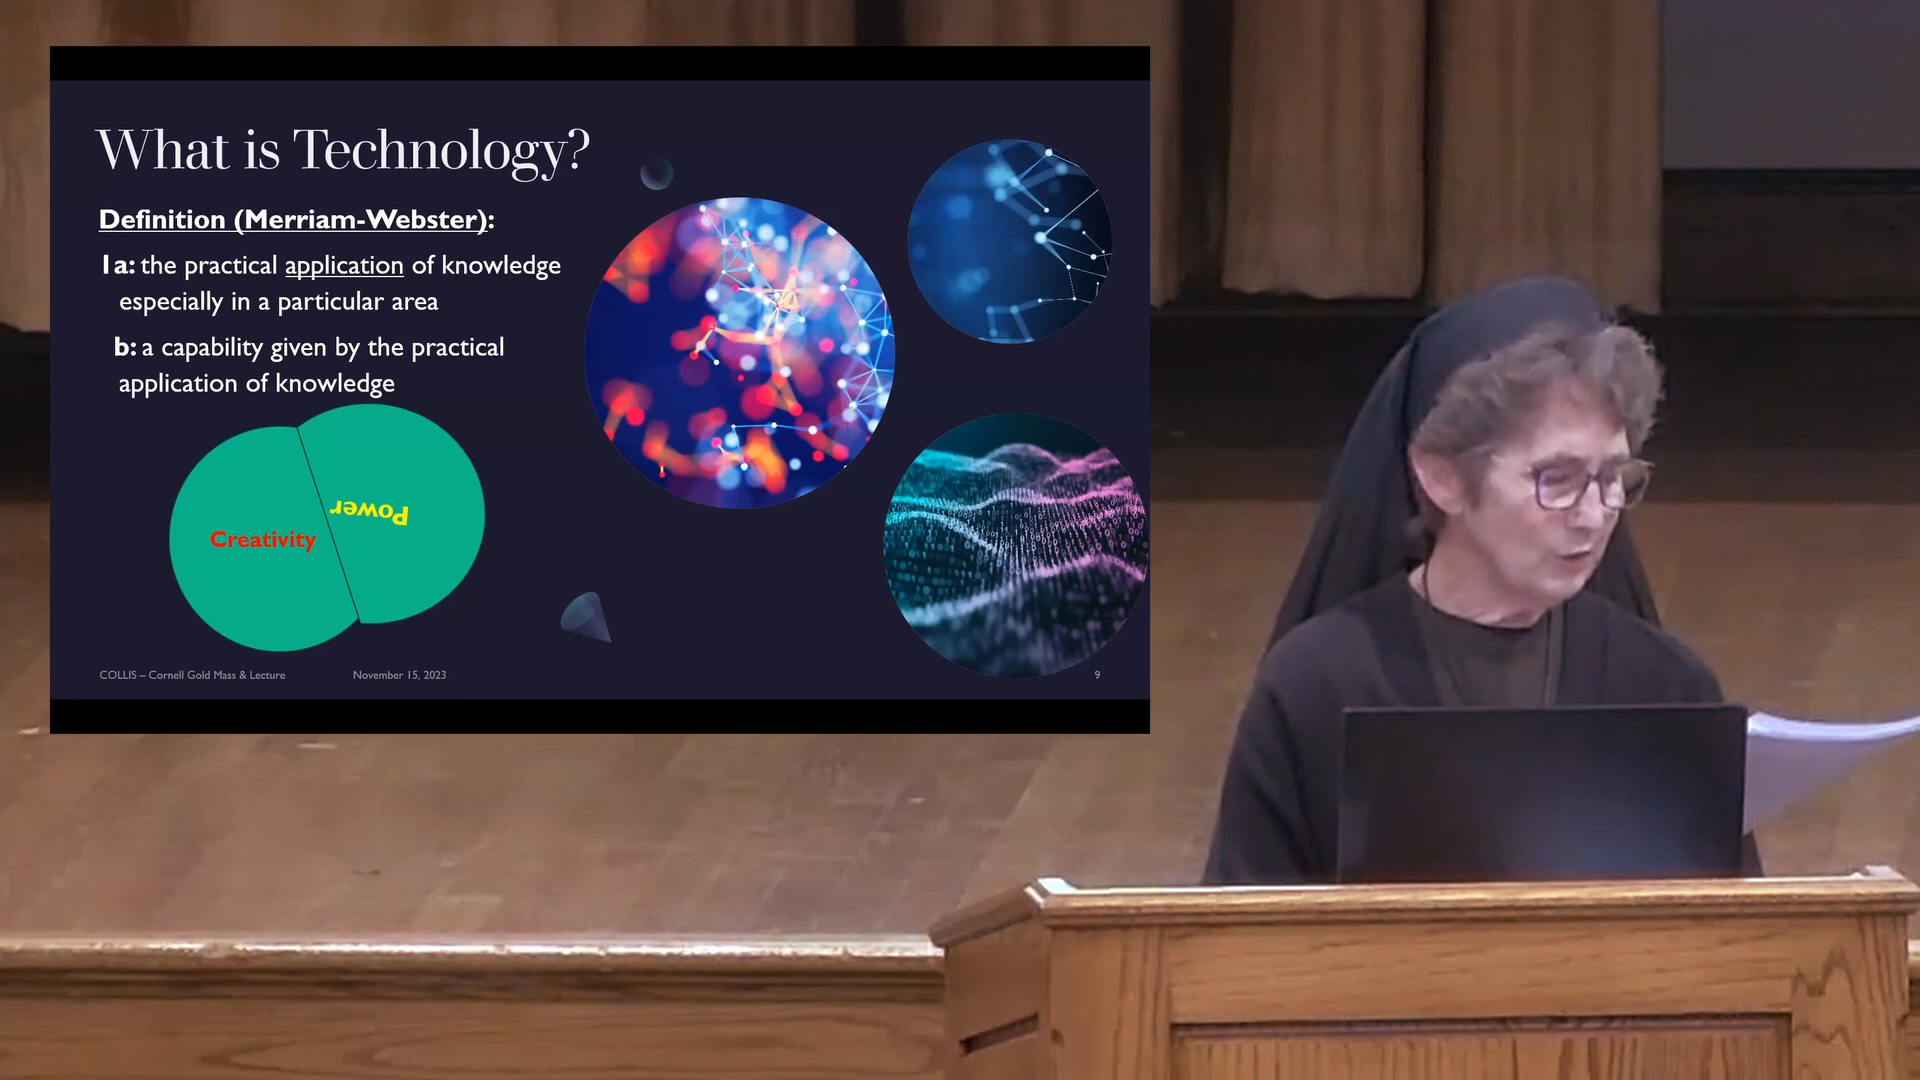 What is Technology?
Definition (Merriam-Webster):
1a: the practical application of knowledge
especially in a particular area
b: a capability given by the practical
application of knowledge
Power
Creativity
COLLIS – Cornell Gold Mass & Lecture
November 15, 2023
9